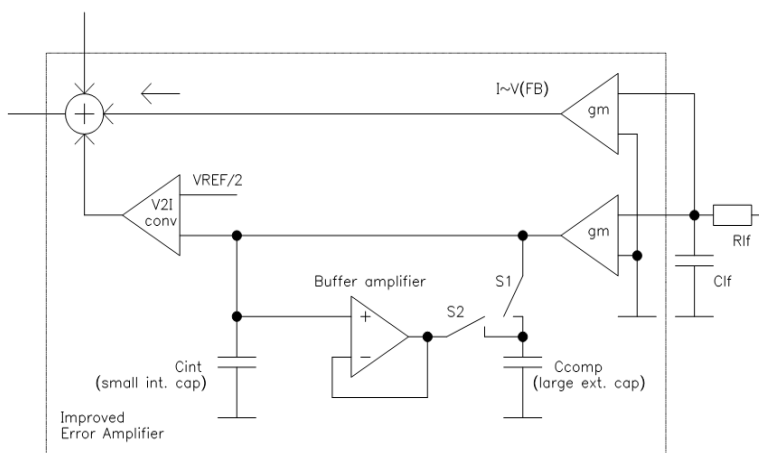 I~V(FB)
gm
VREF/2
V2I
conv
gm
Rlf
Clf
S1
Buffer amplifier
S2
+
−
Cint
(small int. cap)
Ccomp
(large ext. cap)
Improved
Error Amplifier